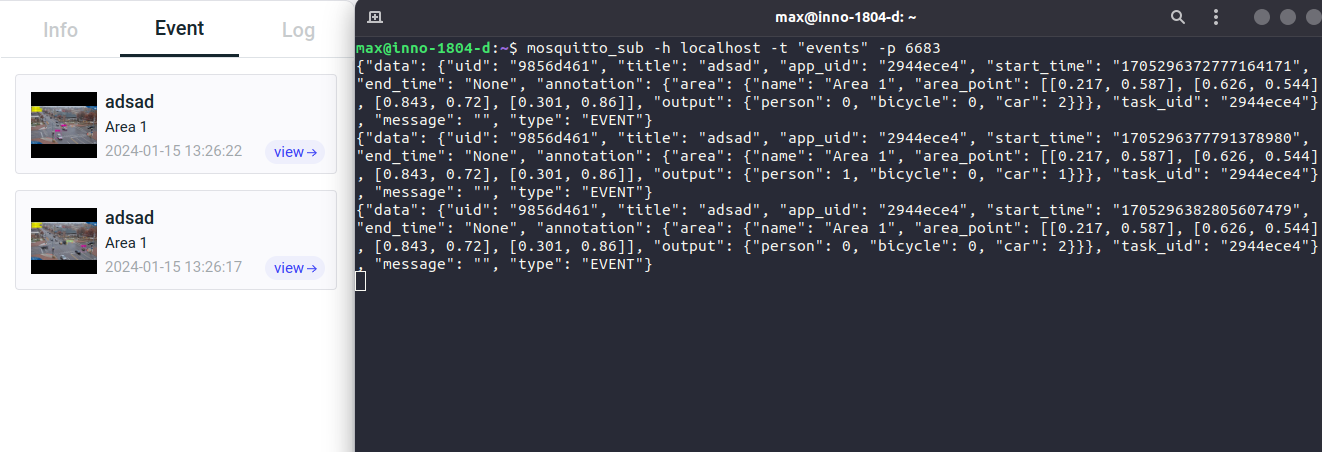 Info
Event
Log
adsad
Area 1
2024-01-15 13:26:22
view→
adsad
Area 1
2024-01-15 13:26:17
view→
max@inno-1804-d: ~
max@inno-1804-d:~$ mosquitto_sub -h localhost -t "events" -p 6683
{"data": {"uid": "9856d461", "title": "adsad", "app_uid": "2944ece4", "start_time": "1705296372777164171",
"end_time": "None", "annotation": {"area": {"name": "Area 1", "area_point": [[0.217, 0.587], [0.626, 0.544]
, [0.843, 0.72], [0.301, 0.86]], "output": {"person": 0, "bicycle": 0, "car": 2}}}, "task_uid": "2944ece4"}
, "message": "", "type": "EVENT"}
{"data": {"uid": "9856d461", "title": "adsad", "app_uid": "2944ece4", "start_time": "1705296377791378980",
"end_time": "None", "annotation": {"area": {"name": "Area 1", "area_point": [[0.217, 0.587], [0.626, 0.544]
, [0.843, 0.72], [0.301, 0.86]], "output": {"person": 1, "bicycle": 0, "car": 1}}}, "task_uid": "2944ece4"}
, "message": "", "type": "EVENT"}
{"data": {"uid": "9856d461", "title": "adsad", "app_uid": "2944ece4", "start_time": "1705296382805607479",
"end_time": "None", "annotation": {"area": {"name": "Area 1", "area_point": [[0.217, 0.587], [0.626, 0.544]
, [0.843, 0.72], [0.301, 0.86]], "output": {"person": 0, "bicycle": 0, "car": 2}}}, "task_uid": "2944ece4"}
, "message": "", "type": "EVENT"}